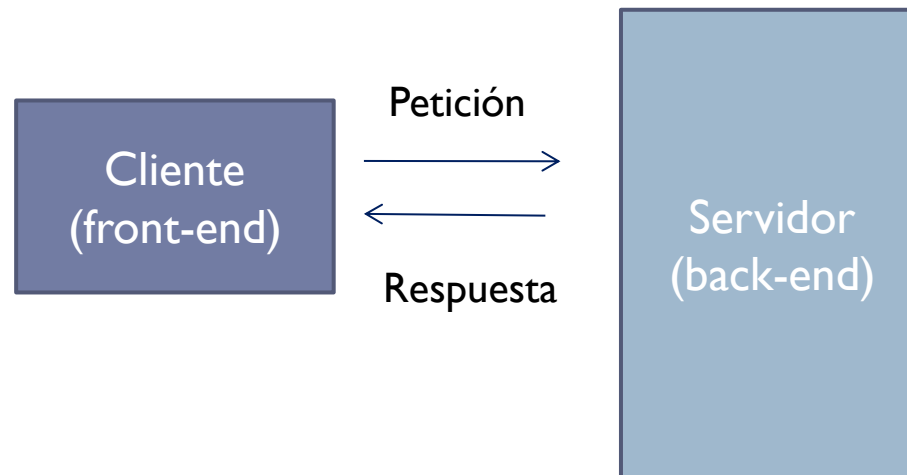 Petición
Cliente
(front-end)
Servidor
(back-end)
Respuesta